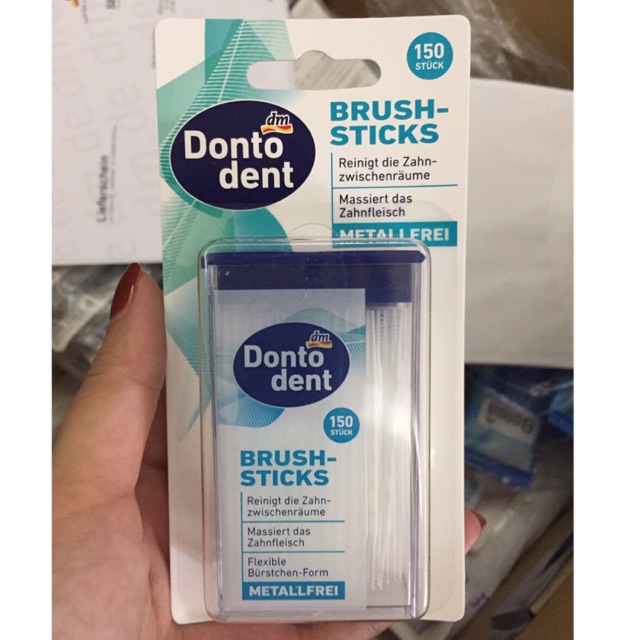 150
STÜCK
dm
Donto
dent
BRUSH-
STICKS
Reinigt die Zahn-
zwischenräume
Massiert das
Zahnfleisch
METALLFREI
dm
Donto
dent
150
STÜCK
BRUSH-
STICKS
Reinigt die Zahn-
zwischenräume
Massiert das
Zahnfleisch
Flexible
Bürstchen-Form
METALLFREI
Lieferschein